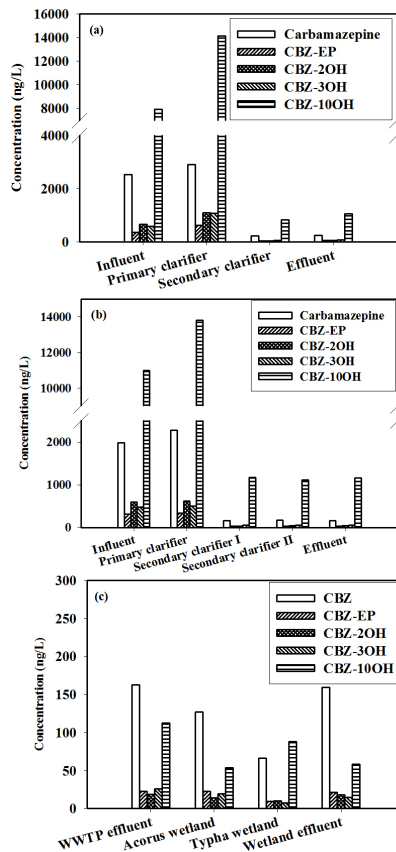 (a)
Carbamazepine
CBZ-EP
CBZ-2OH
CBZ-3OH
CBZ-10OH
Concentration (ng/L)
16000
14000
12000
10000
8000
4000
2000
0
Influent
Primary clarifier
Secondary clarifier
Effluent
(b)
Carbamazepine
CBZ-EP
CBZ-2OH
CBZ-3OH
CBZ-10OH
Concentration (ng/L)
14000
12000
10000
2000
1000
0
Influent
Primary clarifier
Secondary clarifier I
Secondary clarifier II
Effluent
(c)
CBZ
CBZ-EP
CBZ-2OH
CBZ-3OH
CBZ-10OH
Concentration (ng/L)
300
250
200
150
100
50
0
WWTP effluent
Acorus wetland
Typha wetland
Wetland effluent